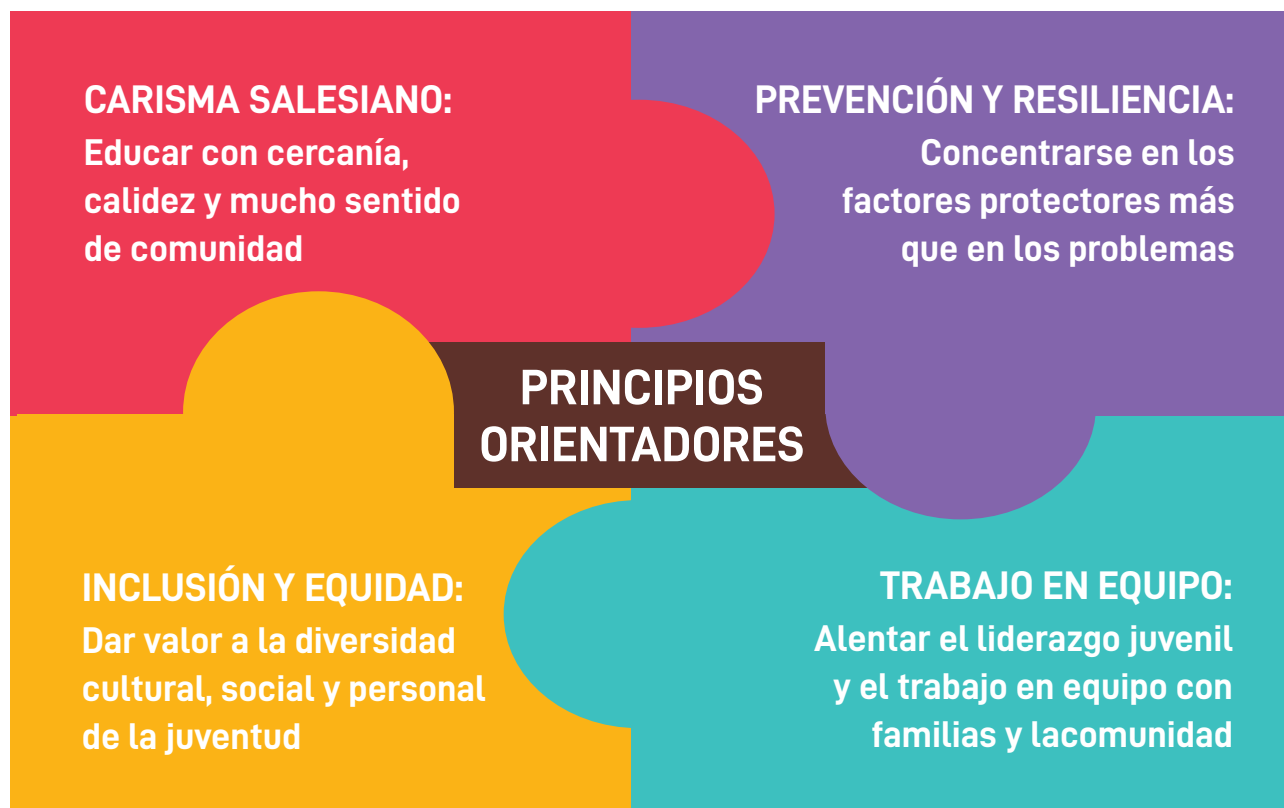 CARISMA SALESIANO:
Educar con cercanía,
calidez y mucho sentido
de comunidad
PREVENCIÓN Y RESILIENCIA:
Concentrarse en los
factores protectores más
que en los problemas
PRINCIPIOS
ORIENTADORES
INCLUSIÓN Y EQUIDAD:
Dar valor a la diversidad
cultural, social y personal
de la juventud
TRABAJO EN EQUIPO:
Alentar el liderazgo juvenil
y el trabajo en equipo con
familias y lacomunidad